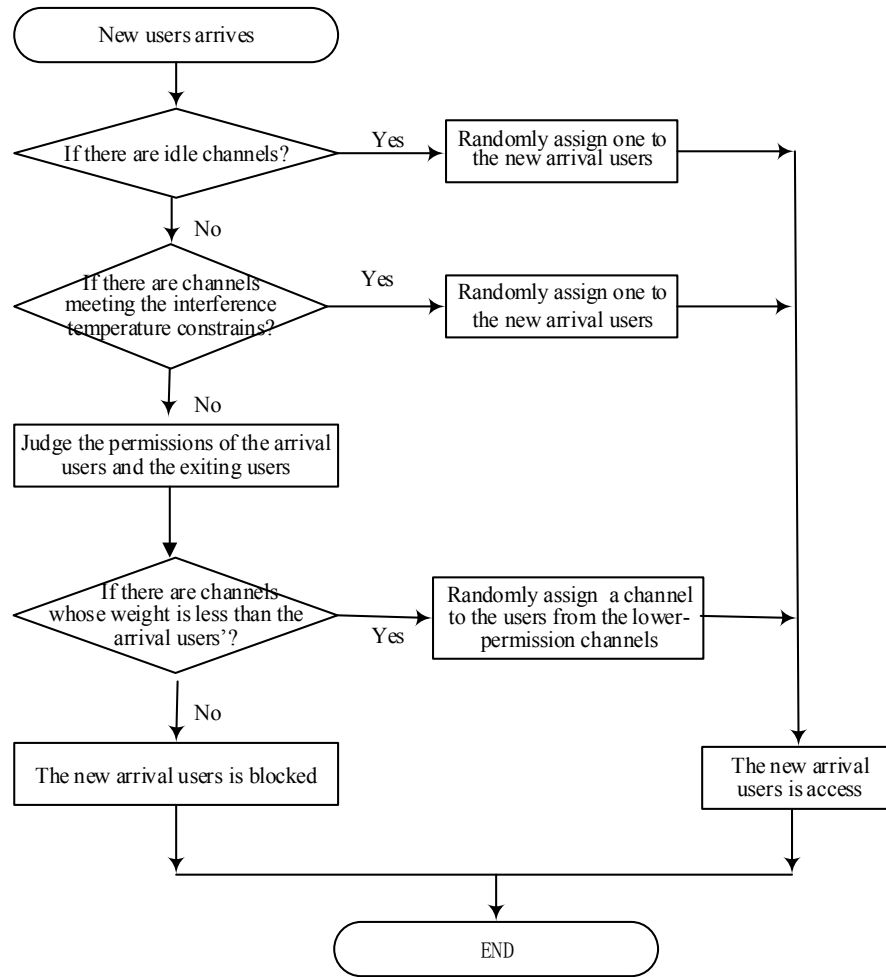 New users arrives
If there are idle channels?
Yes
Randomly assign one to
the new arrival users
No
If there are channels
meeting the interference
temperature constrains?
Yes
Randomly assign one to
the new arrival users
No
Judge the permissions of the arrival
users and the exiting users
If there are channels
whose weight is less than the
arrival users’?
Yes
Randomly assign a channel
to the users from the lower-
permission channels
No
The new arrival users is blocked
The new arrival
users is access
END